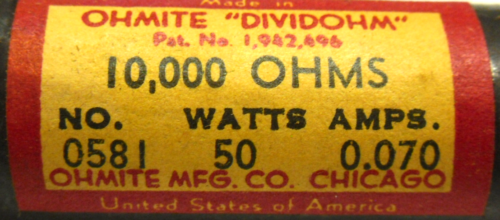 Made in
OHMITE "DIVIDOHM"
Pat. No. 1,942,496
10,000 OHMS
NO. WATTS AMPS.
0581 50 0.070
OHMITE MFG. CO. CHICAGO
United States of America